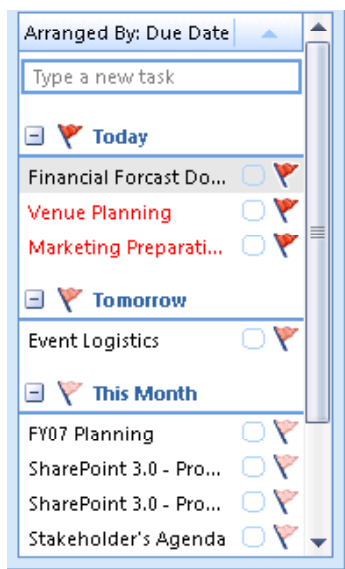 Arranged By: Due Date
Type a new task
Today
Financial Forcast Do...
Venue Planning
Marketing Preparati...
Tomorrow
Event Logistics
This Month
FY07 Planning
SharePoint 3.0 - Pro...
SharePoint 3.0 - Pro...
Stakeholder's Agenda